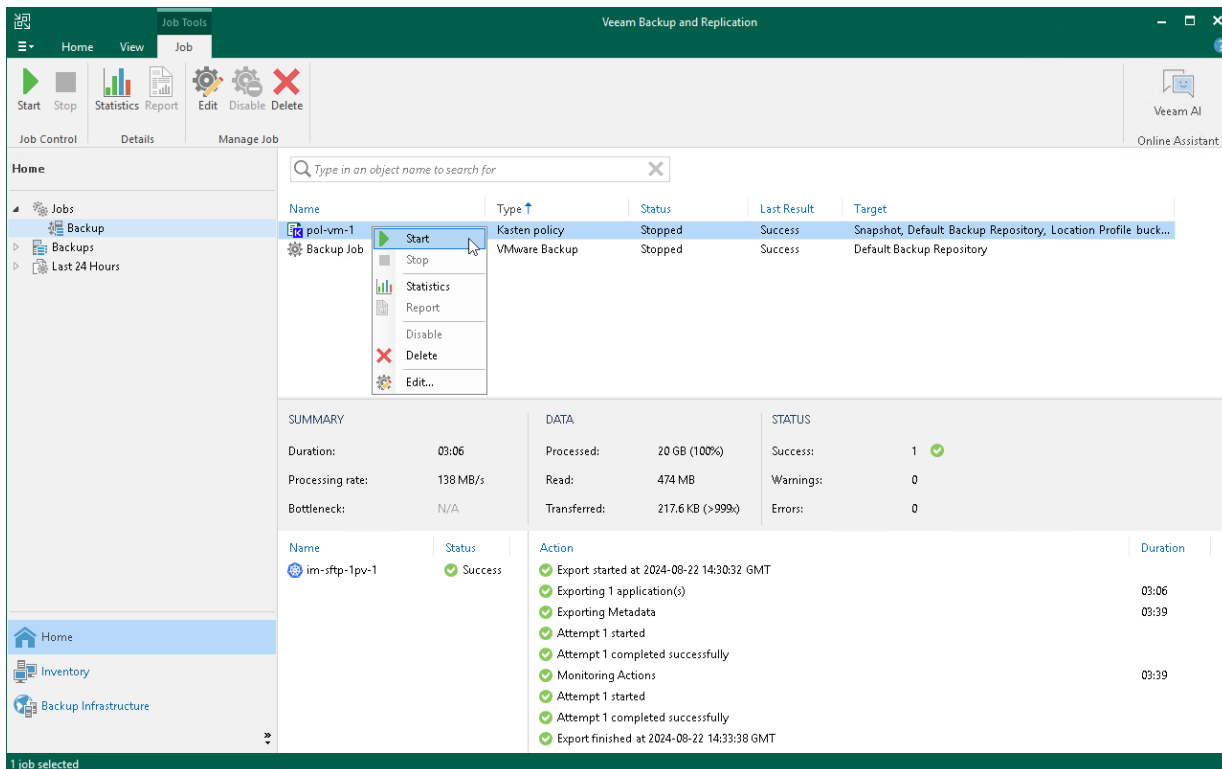 Job Tools
Veeam Backup and Replication
Home View Job
Start Stop Statistics Report Edit Disable Delete
Job Control Details Manage Job
Veeam AI
Online Assistant
Home
Type in an object name to search for
Jobs
Backup
Backups
Last 24 Hours
Name Type Status Last Result Target
pol-vm-1 Kasten policy Stopped Success Snapshot, Default Backup Repository, Location Profile buck...
Backup Job VMware Backup Stopped Success Default Backup Repository
Start
Stop
Statistics
Report
Disable
Delete
Edit...
SUMMARY DATA STATUS
Duration: 03:06 Processed: 20 GB (100%) Success: 1
Processing rate: 138 MB/s Read: 474 MB Warnings: 0
Bottleneck: N/A Transferred: 217.6 KB (>999x) Errors: 0
Name Status Action Duration
im-sftp-1pv-1 Success Export started at 2024-08-22 14:30:32 GMT
Exporting 1 application(s) 03:06
Exporting Metadata 03:39
Attempt 1 started
Attempt 1 completed successfully
Monitoring Actions 03:39
Attempt 1 started
Attempt 1 completed successfully
Export finished at 2024-08-22 14:33:38 GMT
Home
Inventory
Backup Infrastructure
1 job selected